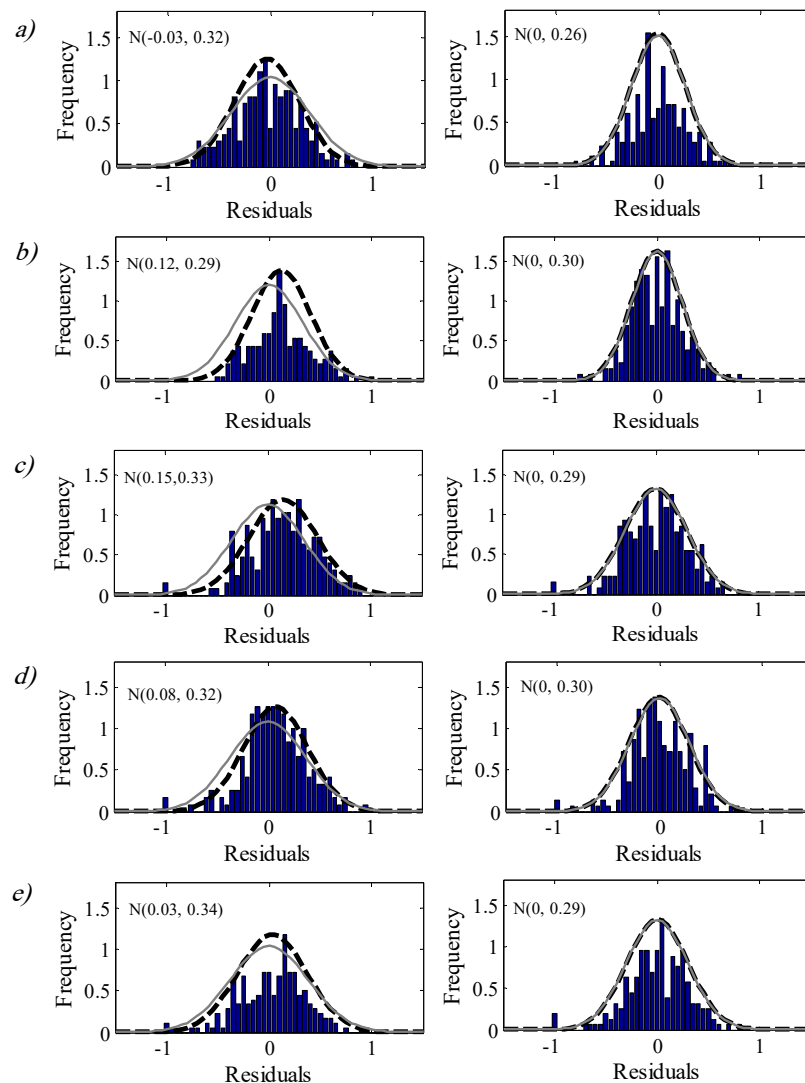 a)
N(-0.03, 0.32)
Frequency
1.5
1
0.5
0
-1
0
1
Residuals
N(0, 0.26)
Frequency
1.5
1
0.5
0
-1
0
1
Residuals
b)
N(0.12, 0.29)
Frequency
1.5
1
0.5
0
-1
0
1
Residuals
N(0, 0.30)
Frequency
1.5
1
0.5
0
-1
0
1
Residuals
c)
N(0.15,0.33)
Frequency
1.5
1
0.5
0
-1
0
1
Residuals
N(0, 0.29)
Frequency
1.5
1
0.5
0
-1
0
1
Residuals
d)
N(0.08, 0.32)
Frequency
1.5
1
0.5
0
-1
0
1
Residuals
N(0, 0.30)
Frequency
1.5
1
0.5
0
-1
0
1
Residuals
e)
N(0.03, 0.34)
Frequency
1.5
1
0.5
0
-1
0
1
Residuals
N(0, 0.29)
Frequency
1.5
1
0.5
0
-1
0
1
Residuals